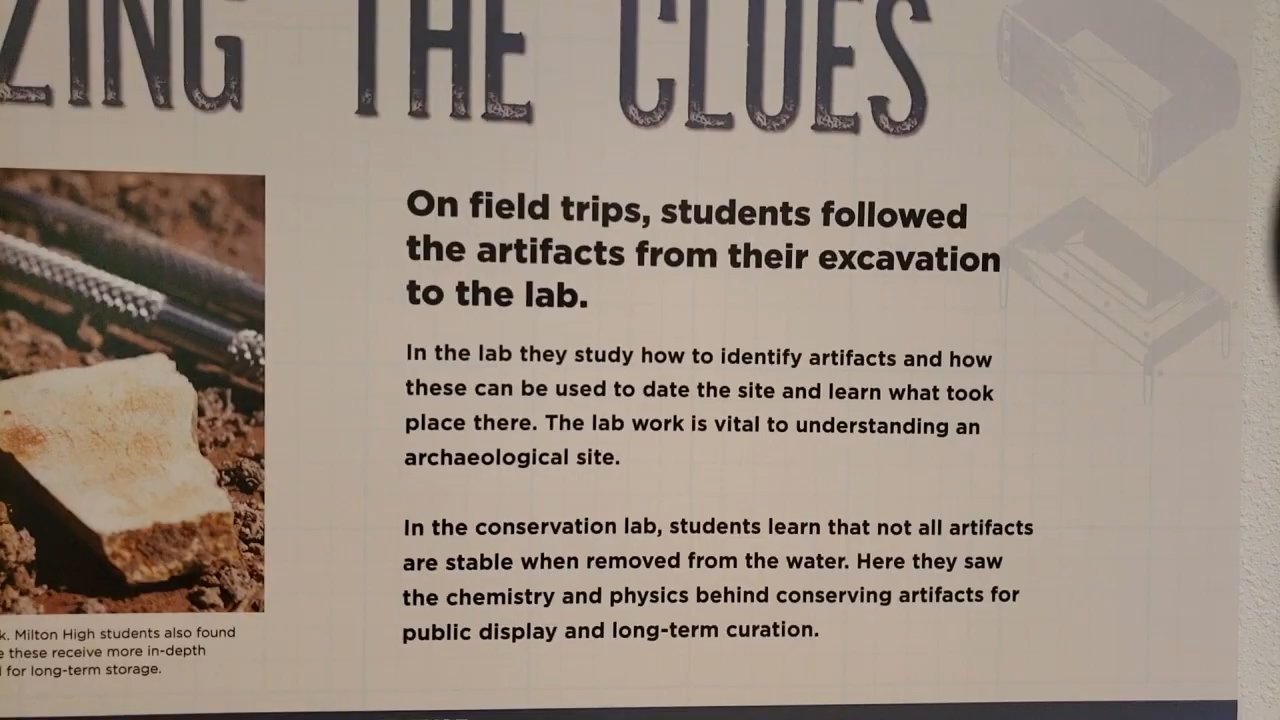 ZING THE CLUES
On field trips, students followed
the artifacts from their excavation
to the lab.
In the lab they study how to identify artifacts and how
these can be used to date the site and learn what took
place there. The lab work is vital to understanding an
archaeological site.
In the conservation lab, students learn that not all artifacts
are stable when removed from the water. Here they saw
the chemistry and physics behind conserving artifacts for
public display and long-term curation.
k. Milton High students also found
e these receive more in-depth
for long-term storage.